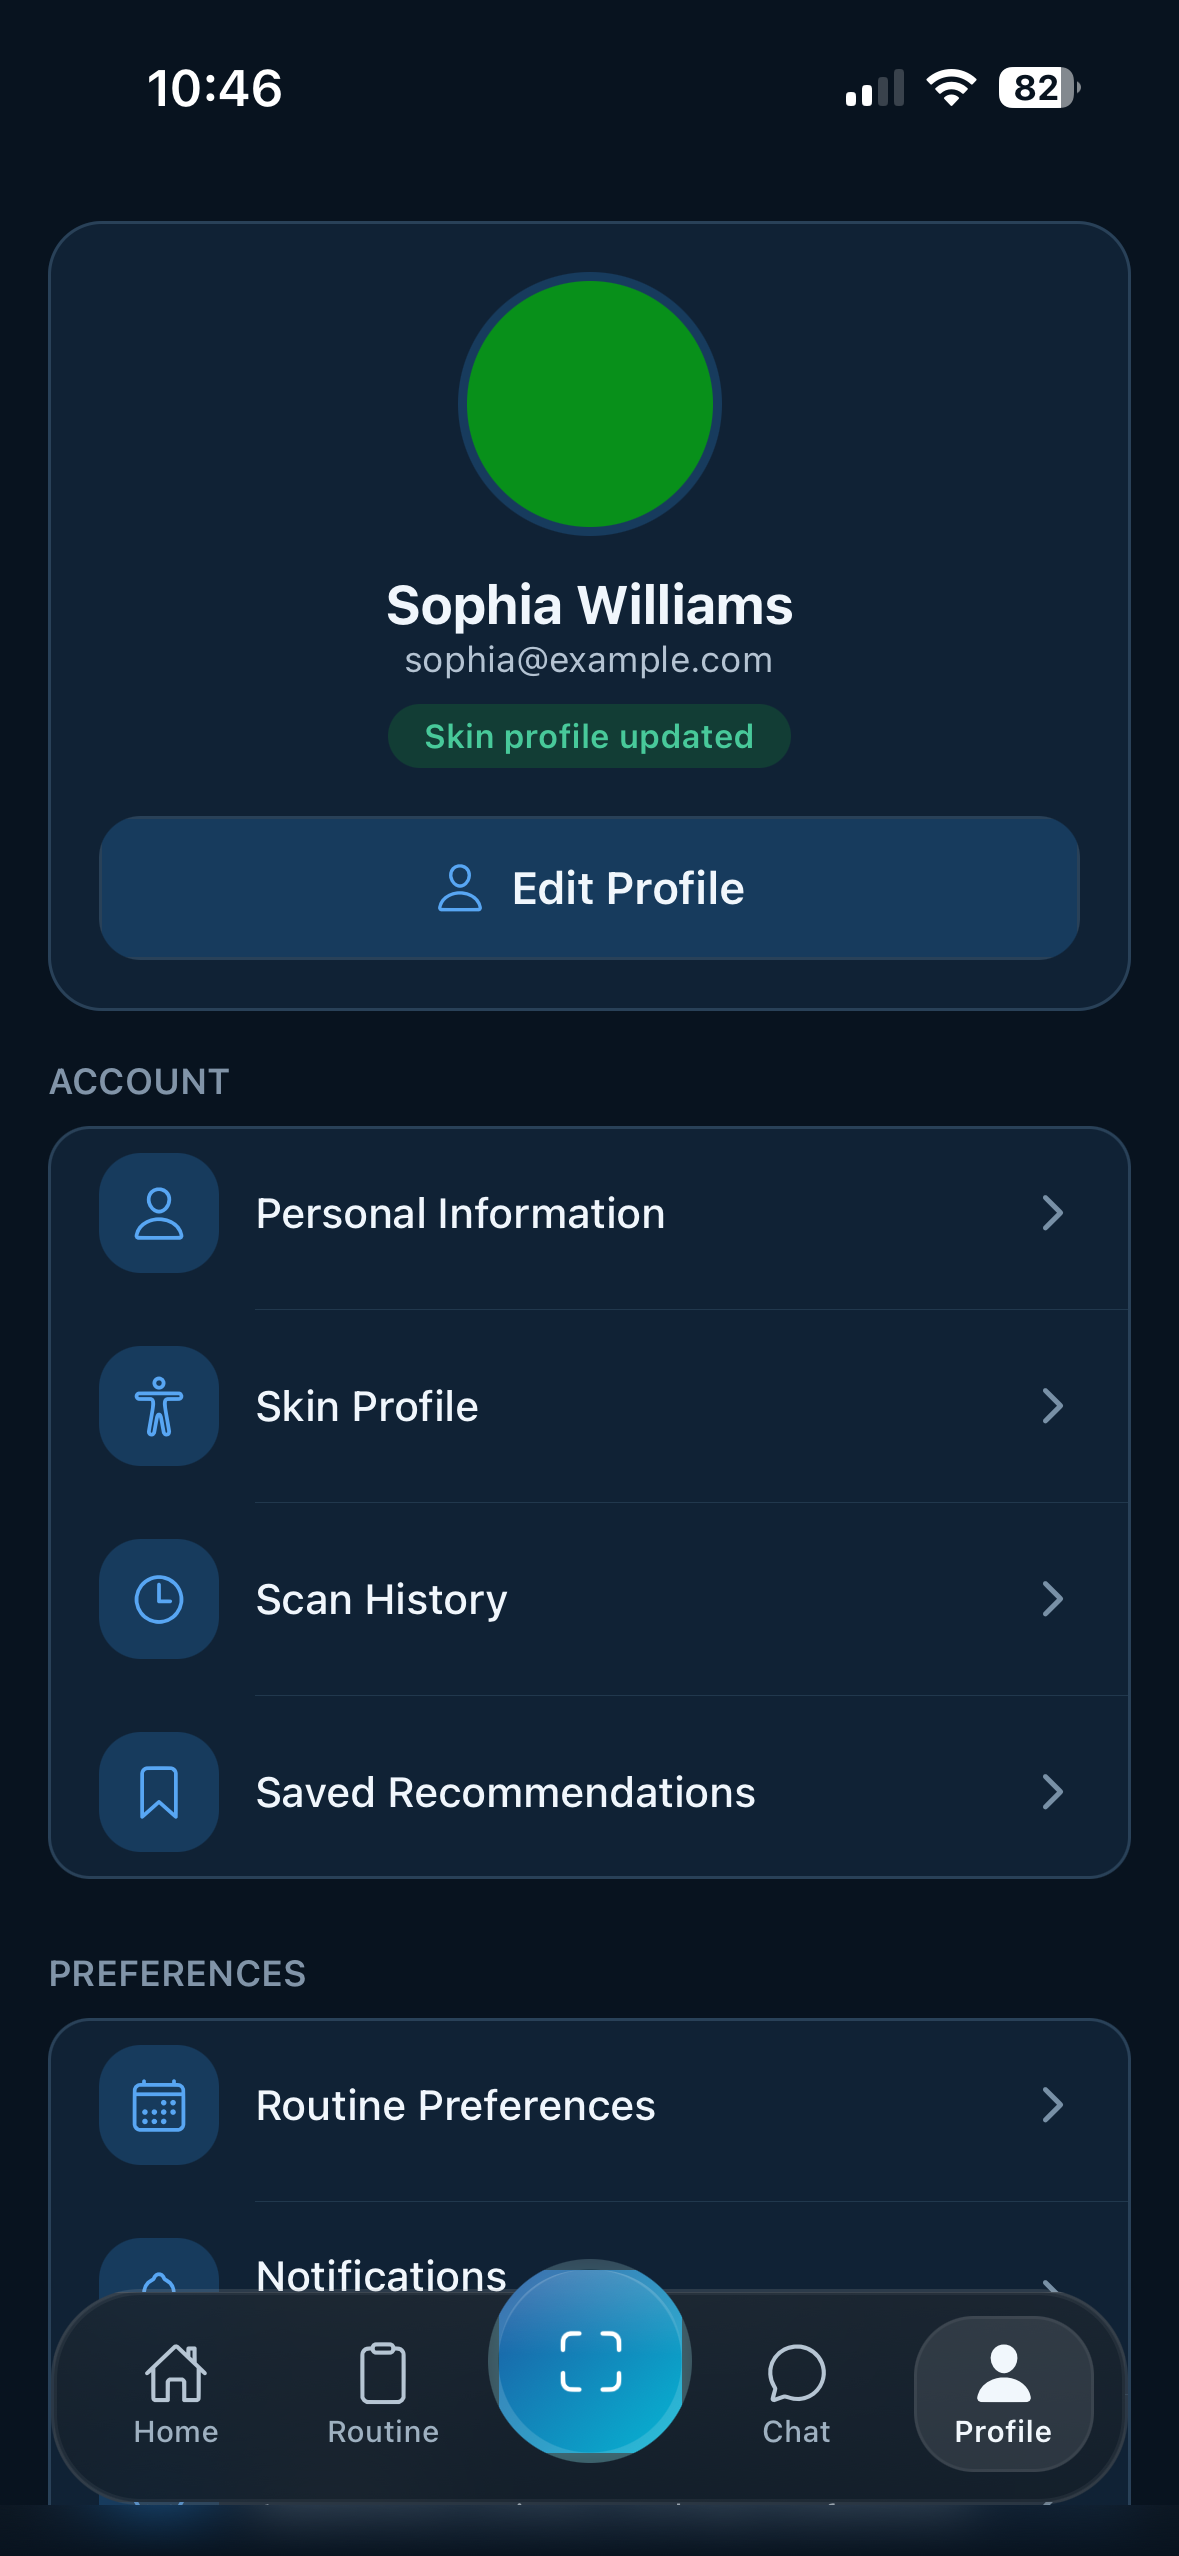 10:46
82
Sophia Williams
sophia@example.com
Skin profile updated
Edit Profile
ACCOUNT
Personal Information
Skin Profile
Scan History
Saved Recommendations
PREFERENCES
Routine Preferences
Notifications
Home
Routine
Chat
Profile